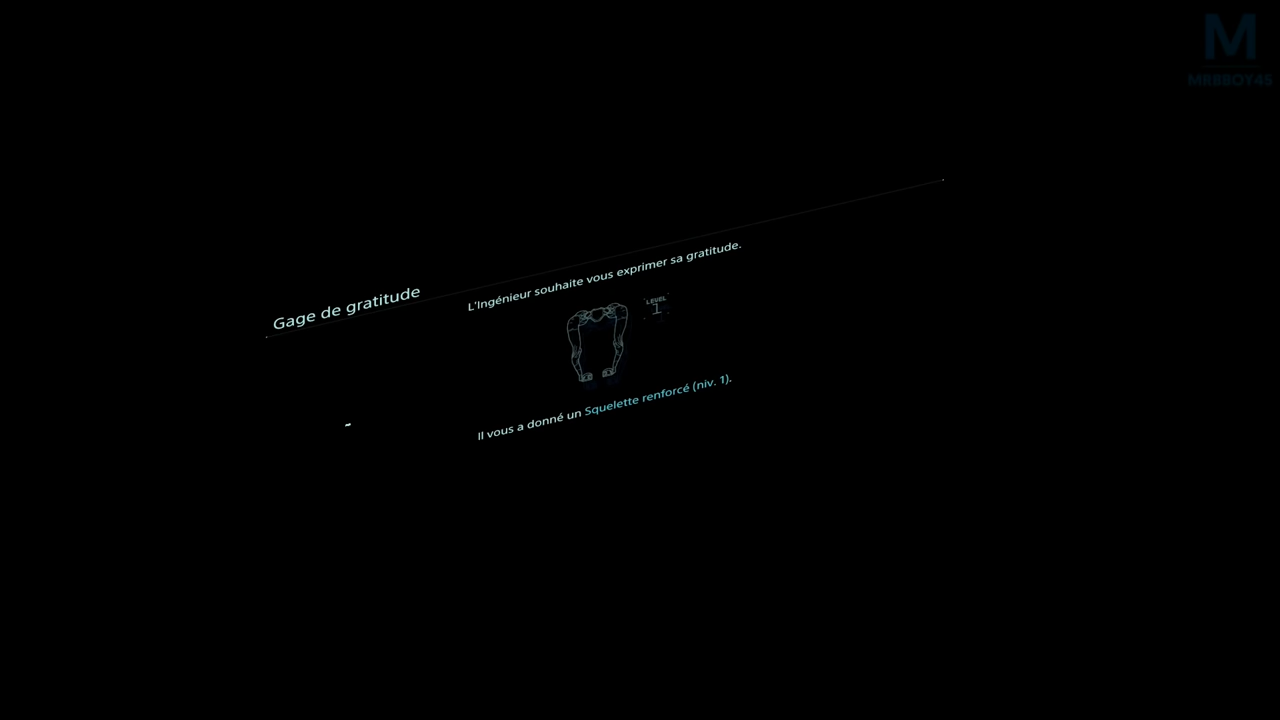 M
MRBBOY45
Gage de gratitude
L'Ingénieur souhaite vous exprimer sa gratitude.
LEVEL
1
Il vous a donné un Squelette renforcé (niv. 1).